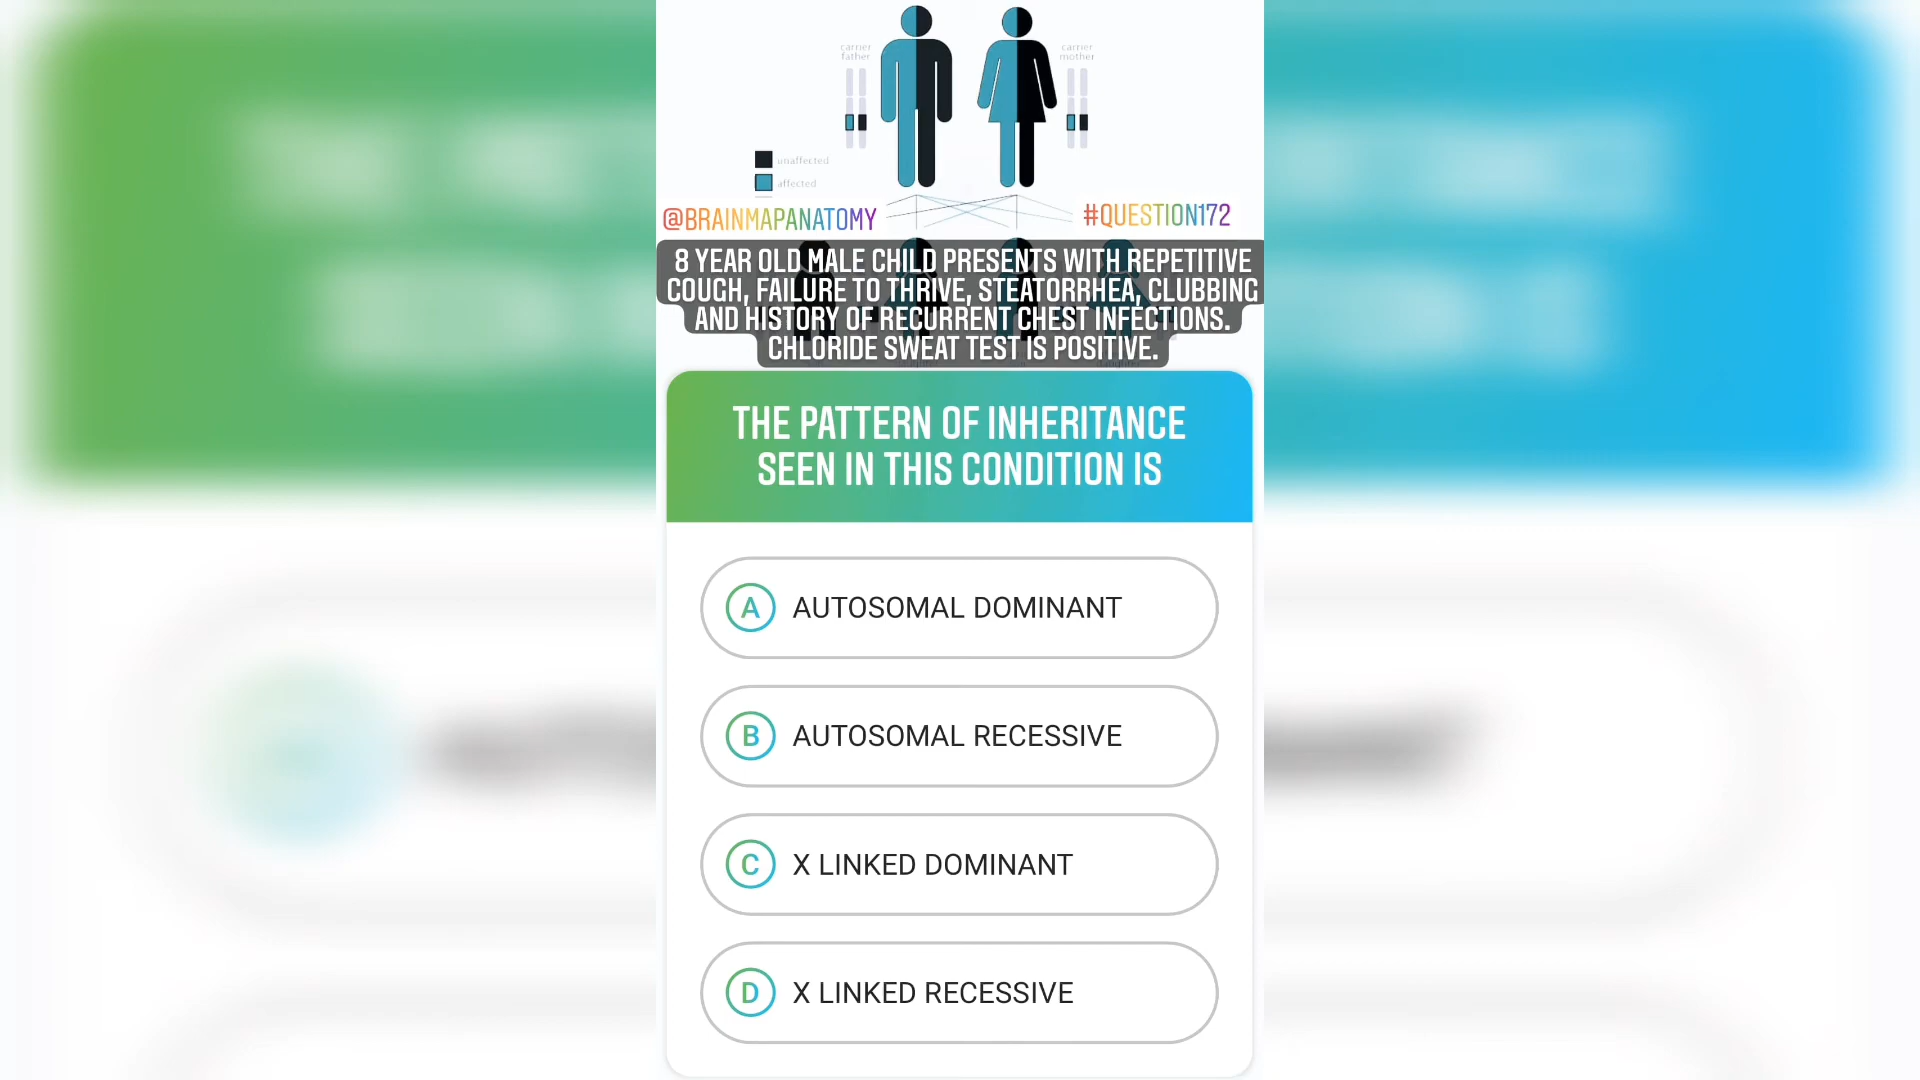 carrier
father
carrier
mother
unaffected
affected
@BRAINMAPANATOMY
#QUESTION172
8 YEAR OLD MALE CHILD PRESENTS WITH REPETITIVE
COUGH, FAILURE TO THRIVE, STEATORRHEA, CLUBBING
AND HISTORY OF RECURRENT CHEST INFECTIONS.
CHLORIDE SWEAT TEST IS POSITIVE.
THE PATTERN OF INHERITANCE
SEEN IN THIS CONDITION IS
A AUTOSOMAL DOMINANT
B AUTOSOMAL RECESSIVE
C X LINKED DOMINANT
D X LINKED RECESSIVE